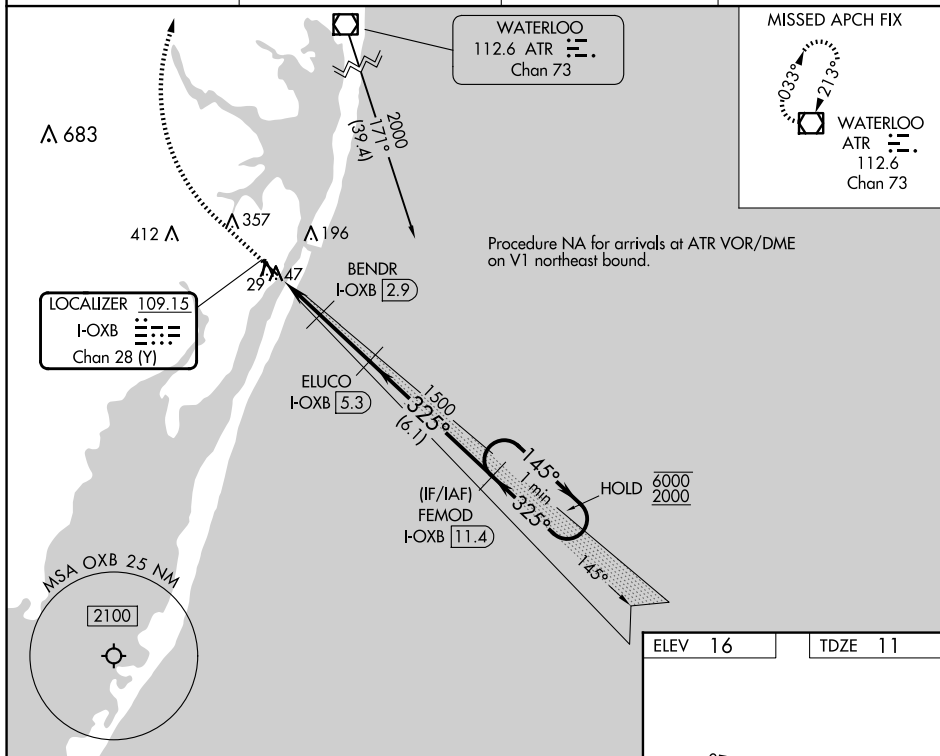 WATERLOO
112.6 ATR
Chan 73
MISSED APCH FIX
033°
213°
WATERLOO
ATR
112.6
Chan 73
2000
171°
(39.4)
683
412
357
196
29
47
Procedure NA for arrivals at ATR VOR/DME
on V1 northeast bound.
LOCALIZER 109.15
I-OXB
Chan 28 (Y)
BENDR
I-OXB 2.9
ELUCO
I-OXB 5.3
1500
325°
(6.1)
(IF/IAF)
FEMOD
I-OXB 11.4
145°
1 min
325°
HOLD 6000
2000
145°
MSA OXB 25 NM
2100
ELEV 16
TDZE 11